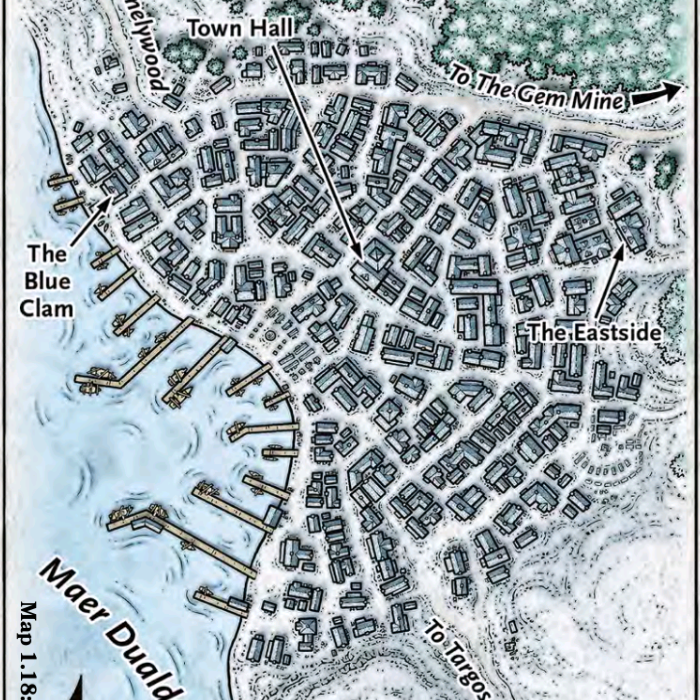 nelywood
Town Hall
To The Gem Mine
The
Blue
Clam
The Eastside
Maer Duald
Map 1.18:
To Targos